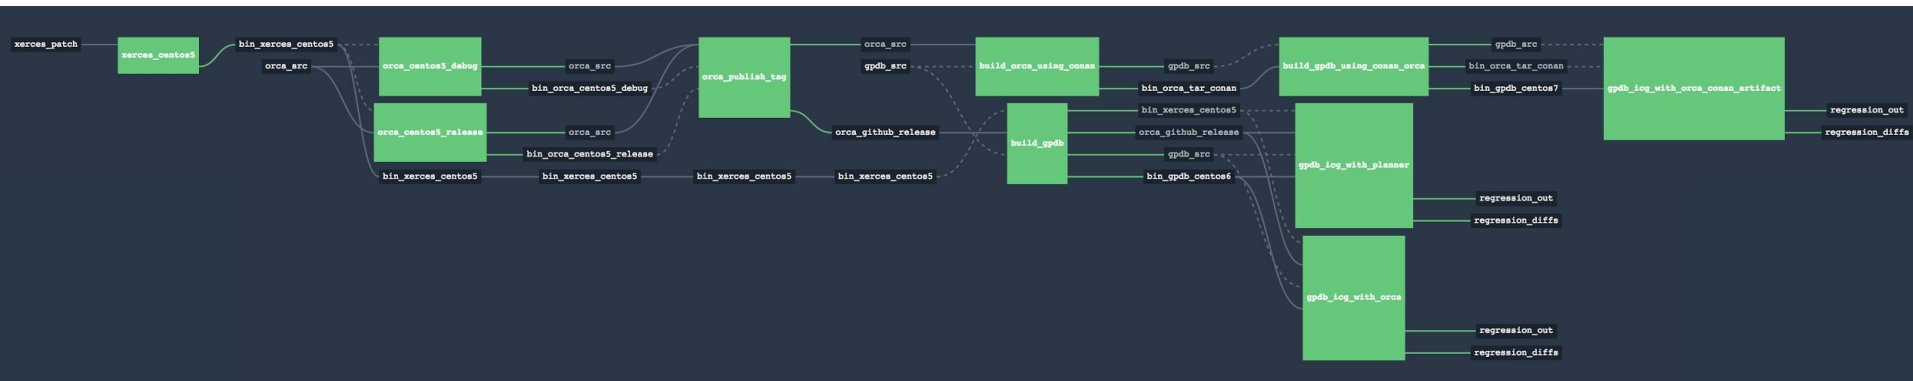 xerces_patch
xerces_centos5
bin_xerces_centos5
orca_src
orca_centos5_debug
orca_src
bin_orca_centos5_debug
orca_centos5_release
orca_src
bin_orca_centos5_release
bin_xerces_centos5
bin_xerces_centos5
orca_publish_tag
bin_xerces_centos5
orca_src
gpdb_src
orca_github_release
bin_xerces_centos5
build_orca_using_conan
gpdb_src
bin_orca_tar_conan
build_gpdb
bin_xerces_centos5
orca_github_release
gpdb_src
bin_gpdb_centos6
build_gpdb_using_conan_orca
gpdb_src
bin_orca_tar_conan
bin_gpdb_centos7
gpdb_icg_with_planner
regression_out
regression_diffs
gpdb_icg_with_orca
regression_out
regression_diffs
gpdb_icg_with_orca_conan_artifact
regression_out
regression_diffs